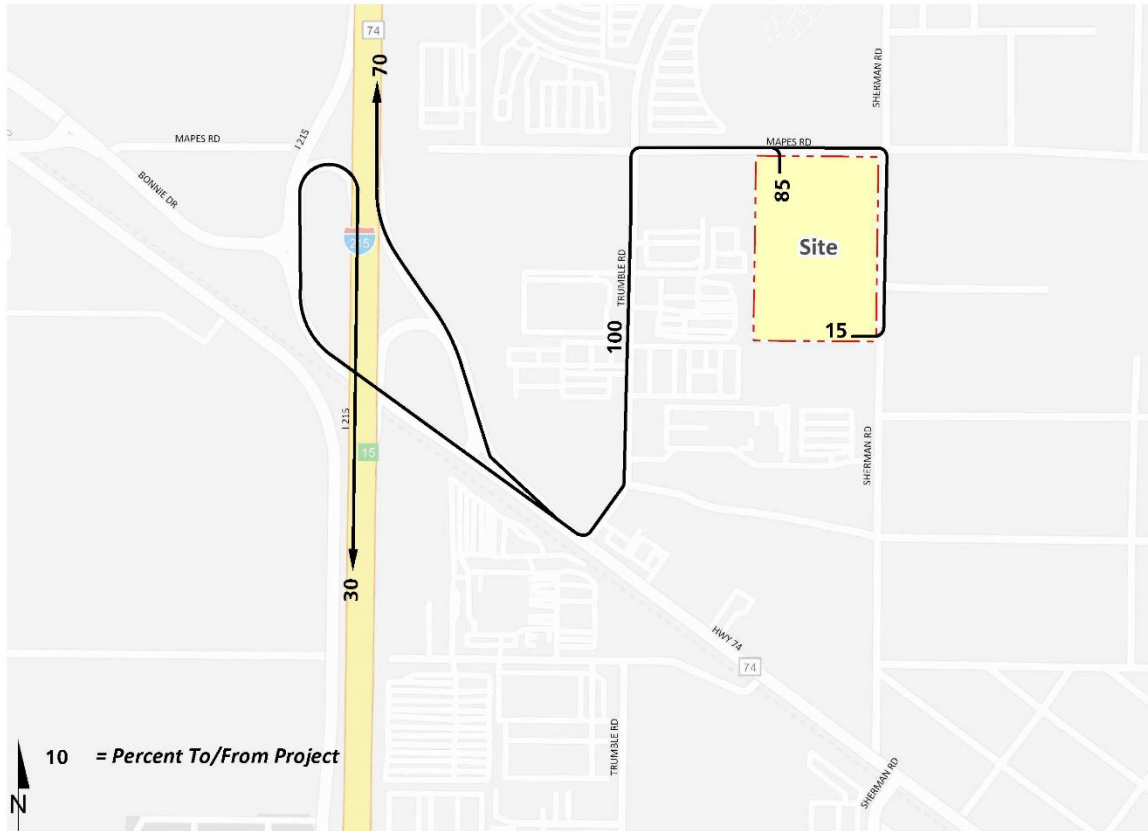 74
70
SHERMAN RD
I 215
MAPES RD
MAPES RD
BONNIE DR
85
215
Site
TRUMBLE RD
100
15
I 215
15
SHERMAN RD
30
HWY 74
74
TRUMBLE RD
10 = Percent To/From Project
SHERMAN RD
N